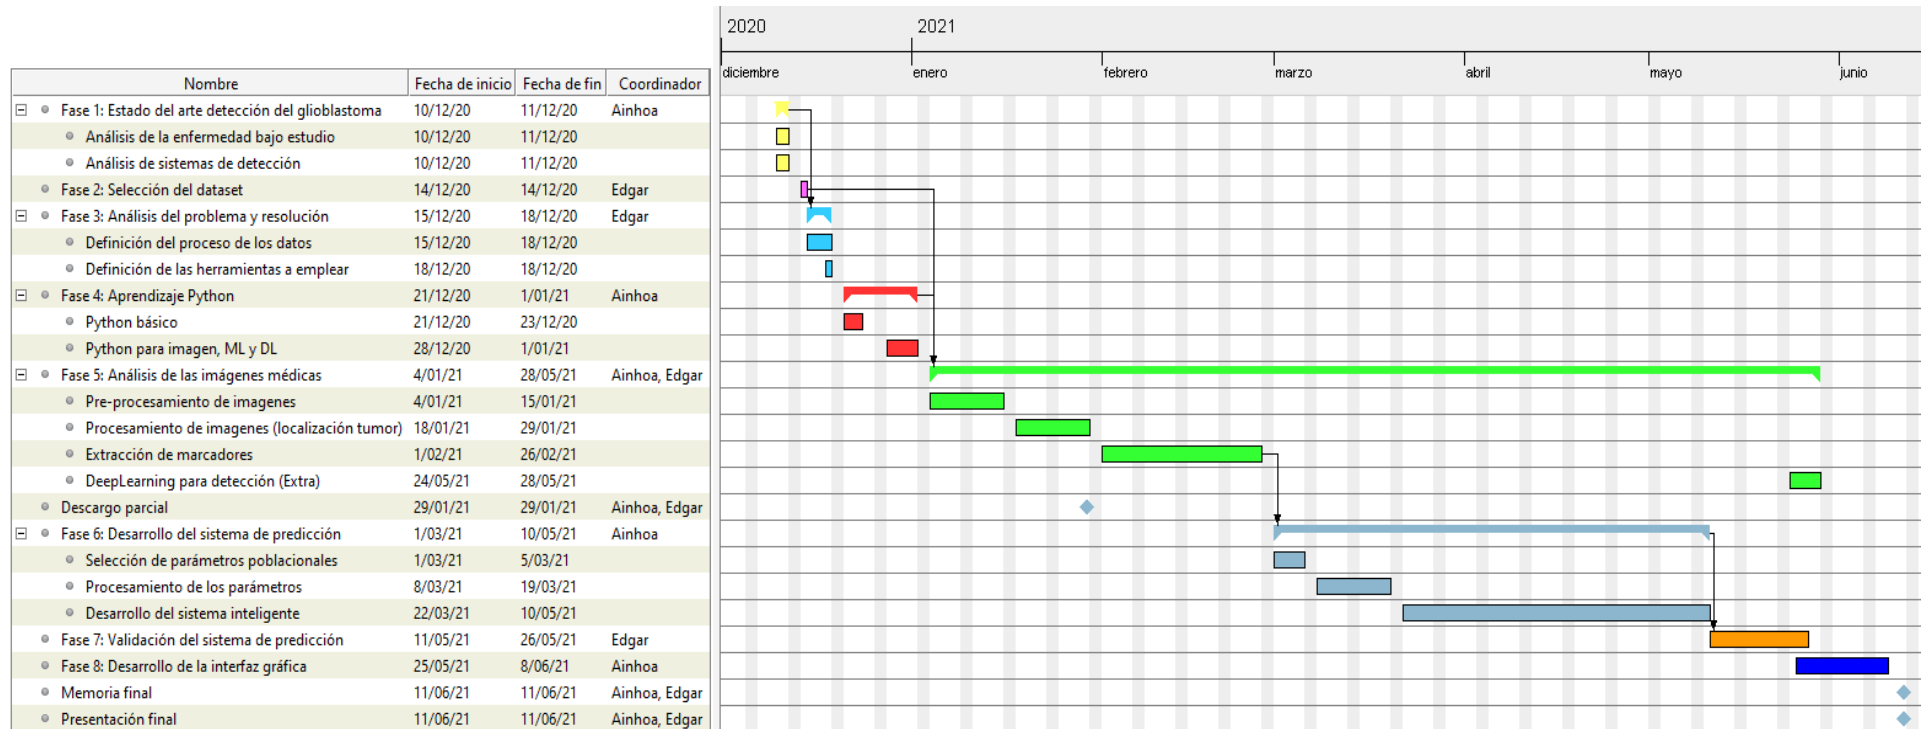 2020 2021
diciembre enero febrero marzo abril mayo junio
Nombre Fecha de inicio Fecha de fin Coordinador
Fase 1: Estado del arte detección del glioblastoma 10/12/20 11/12/20 Ainhoa
Análisis de la enfermedad bajo estudio 10/12/20 11/12/20
Análisis de sistemas de detección 10/12/20 11/12/20
Fase 2: Selección del dataset 14/12/20 14/12/20 Edgar
Fase 3: Análisis del problema y resolución 15/12/20 18/12/20 Edgar
Definición del proceso de los datos 15/12/20 18/12/20
Definición de las herramientas a emplear 18/12/20 18/12/20
Fase 4: Aprendizaje Python 21/12/20 1/01/21 Ainhoa
Python básico 21/12/20 23/12/20
Python para imagen, ML y DL 28/12/20 1/01/21
Fase 5: Análisis de las imágenes médicas 4/01/21 28/05/21 Ainhoa, Edgar
Pre-procesamiento de imagenes 4/01/21 15/01/21
Procesamiento de imagenes (localización tumor) 18/01/21 29/01/21
Extracción de marcadores 1/02/21 26/02/21
DeepLearning para detección (Extra) 24/05/21 28/05/21
Descargo parcial 29/01/21 29/01/21 Ainhoa, Edgar
Fase 6: Desarrollo del sistema de predicción 1/03/21 10/05/21 Ainhoa
Selección de parámetros poblacionales 1/03/21 5/03/21
Procesamiento de los parámetros 8/03/21 19/03/21
Desarrollo del sistema inteligente 22/03/21 10/05/21
Fase 7: Validación del sistema de predicción 11/05/21 26/05/21 Edgar
Fase 8: Desarrollo de la interfaz gráfica 25/05/21 8/06/21 Ainhoa
Memoria final 11/06/21 11/06/21 Ainhoa, Edgar
Presentación final 11/06/21 11/06/21 Ainhoa, Edgar